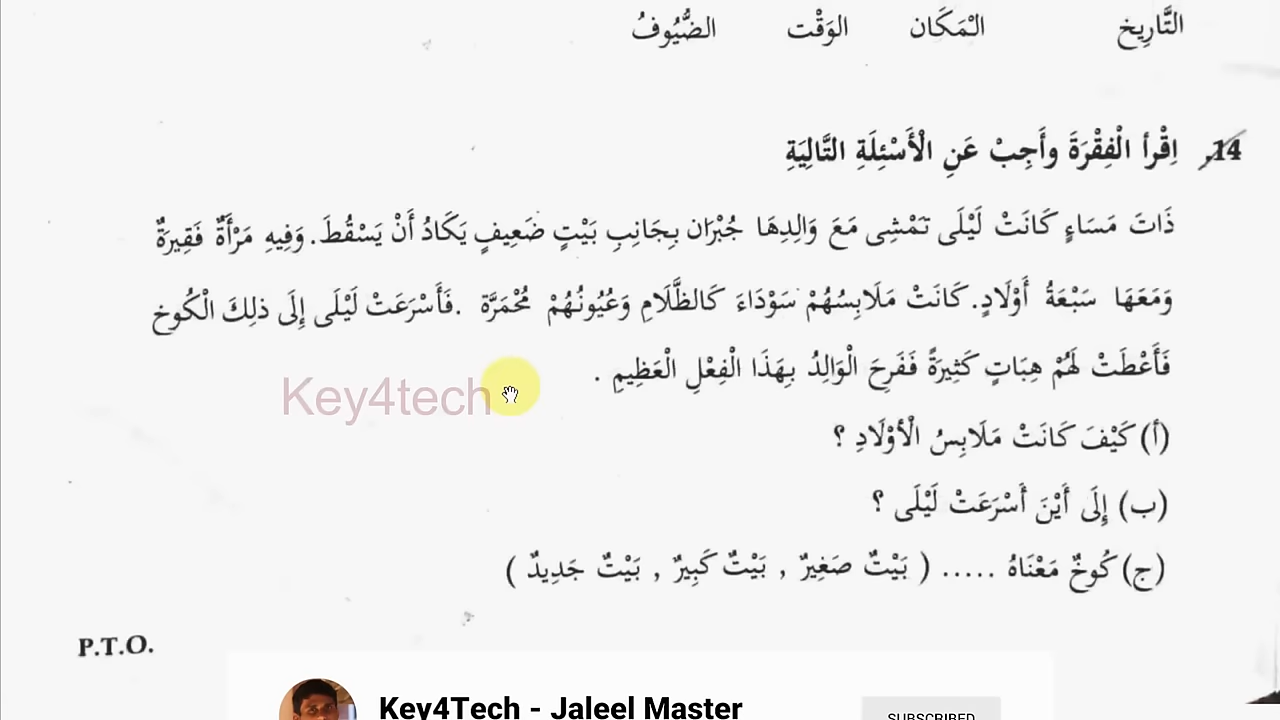 التَّارِيخ الْمَكَان الوَقْت الضُّيُوفُ
14. اِقْرأ الْفِقْرَةَ وأَجِبْ عَنِ الْأَسْئِلَةِ التَّالِيَةِ
ذَاتَ مَسَاءٍ كَانَتْ لَيْلَى تَمْشِى مَعَ وَالِدِهَا جُبْرَان بِجَانِبِ بَيْتٍ ضَعِيفٍ يَكَادُ أَنْ يَسْقُطَ. وَفِيهِ مَرْأَةٌ فَقِيرَةٌ
وَمَعَهَا سَبْعَةُ أَوْلَادٍ. كَانَتْ مَلَابِسُهُمْ سَوْدَاءَ كَالظَّلَامِ وَعُيُونُهُمْ مُحْمَرَّة .فَأَسْرَعَتْ لَيْلَى إِلَى ذلِكَ الْكُوخ
فَأَعْطَتْ لَهُمْ هِبَاتٍ كَثِيرَةً فَفَرِحَ الْوَالِدُ بِهَذَا الْفِعْلِ الْعَظِيمِ .
Key4tech
(أ) كَيْفَ كَانَتْ مَلَابِسُ الْأَوْلَادِ ؟
(ب) إِلَى أَيْنَ أَسْرَعَتْ لَيْلَى ؟
(ج) كُوخٌ مَعْنَاهُ ..... ( بَيْتٌ صَغِيرٌ , بَيْتٌ كَبِيرٌ , بَيْتٌ جَدِيدٌ )
P.T.O.
Key4Tech - Jaleel Master
SUBSCRIBED